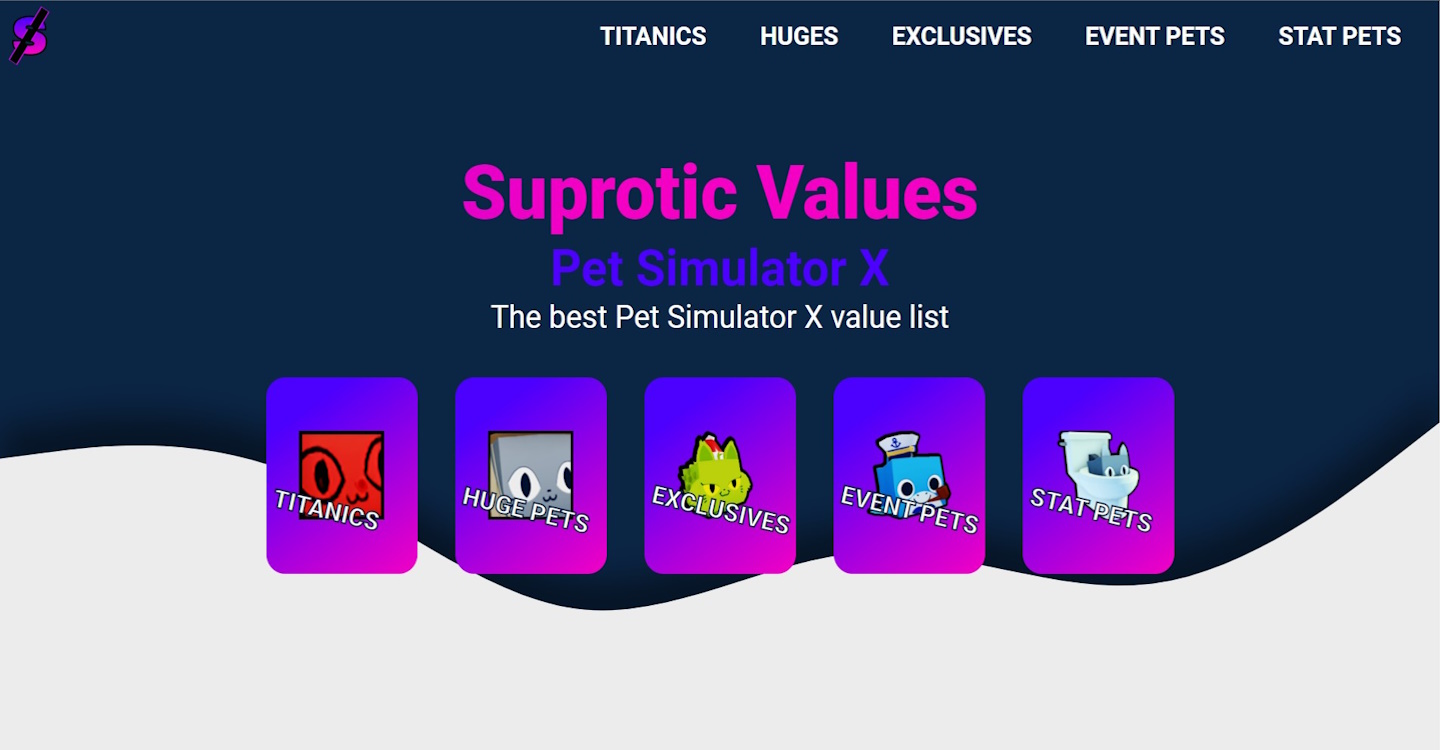 S
TITANICS HUGES EXCLUSIVES EVENT PETS STAT PETS
Suprotic Values
Pet Simulator X
The best Pet Simulator X value list
TITANICS
HUGE PETS
EXCLUSIVES
EVENT PETS
STAT PETS